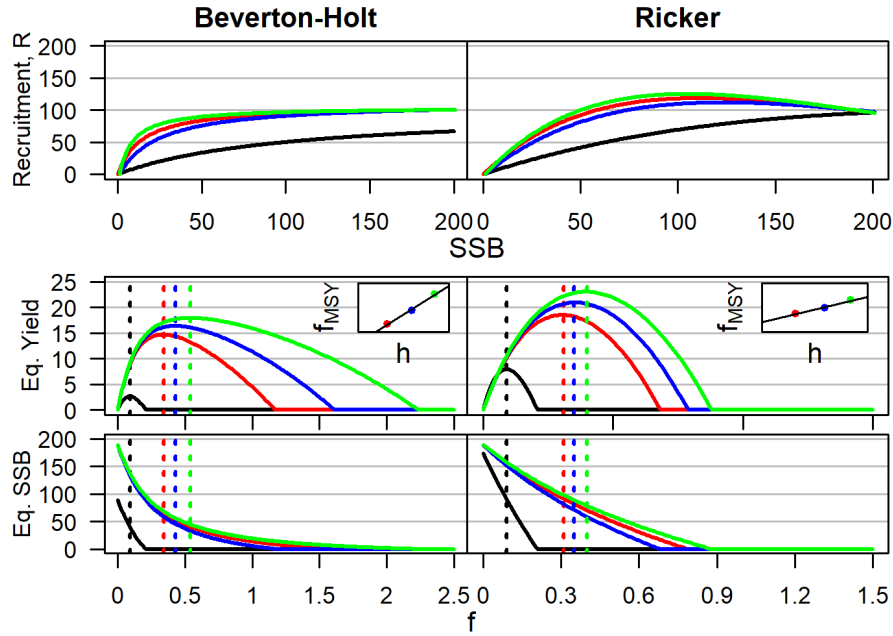 Beverton-Holt Ricker
Recruitment, R
200
150
100
50
0
0 50 100 150 200 0 50 100 150 200
SSB
Eq. Yield
25
20
15
10
5
0
fMSY
h
fMSY
h
Eq. SSB
200
150
100
50
0
0 0.5 1 1.5 2 2.5 0 0.3 0.6 0.9 1.2 1.5
f